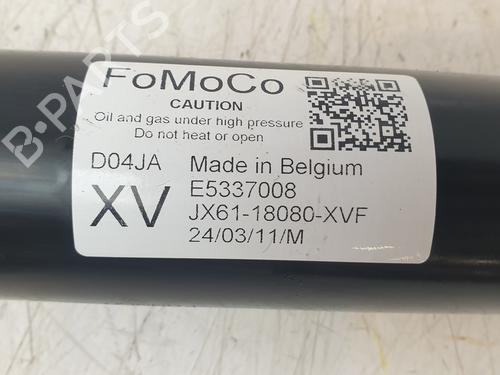 FoMoCo
CAUTION
Oil and gas under high pressure
Do not heat or open
D04JA Made in Belgium
XV E5337008
JX61-18080-XVF
24/03/11/M
B-PARTS